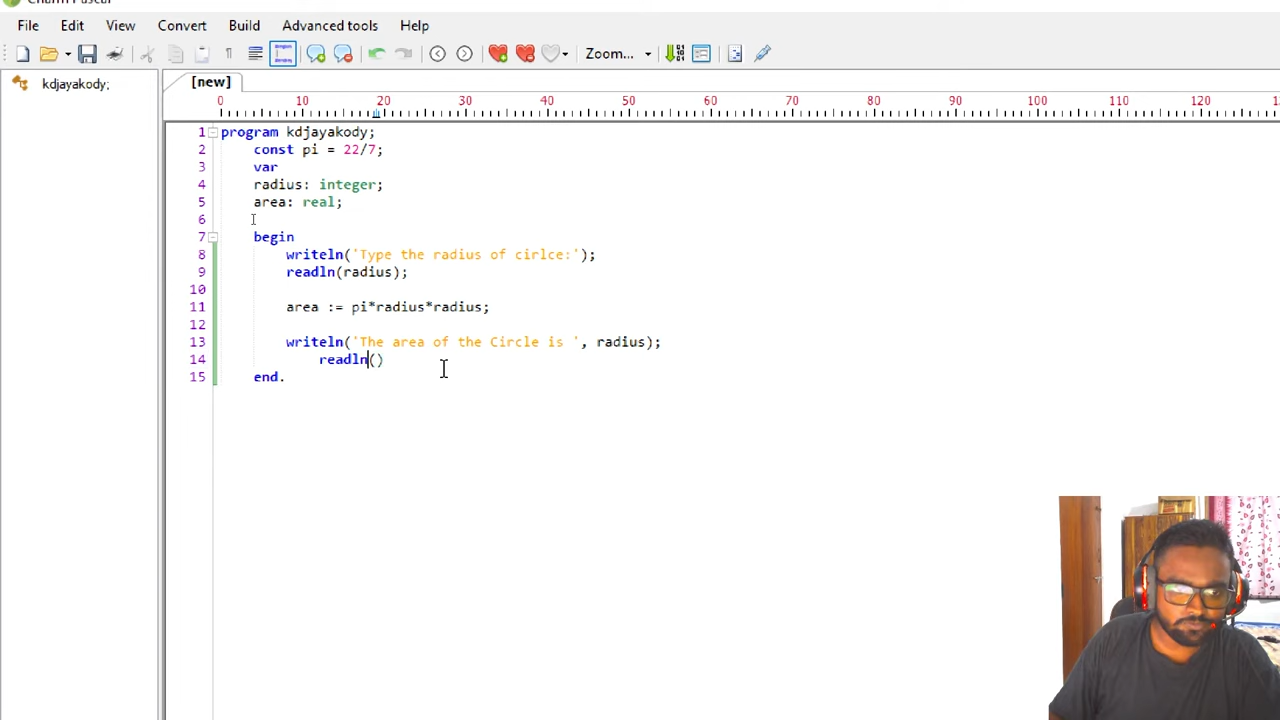 Charm Pascal
File Edit View Convert Build Advanced tools Help
Zoom...
kdjayakody;
[new]
0 10 20 30 40 50 60 70 80 90 100 110 120
1 program kdjayakody;
2 const pi = 22/7;
3 var
4 radius: integer;
5 area: real;
6
7 begin
8 writeln('Type the radius of cirlce:');
9 readln(radius);
10
11 area := pi*radius*radius;
12
13 writeln('The area of the Circle is ', radius);
14 readln()
15 end.